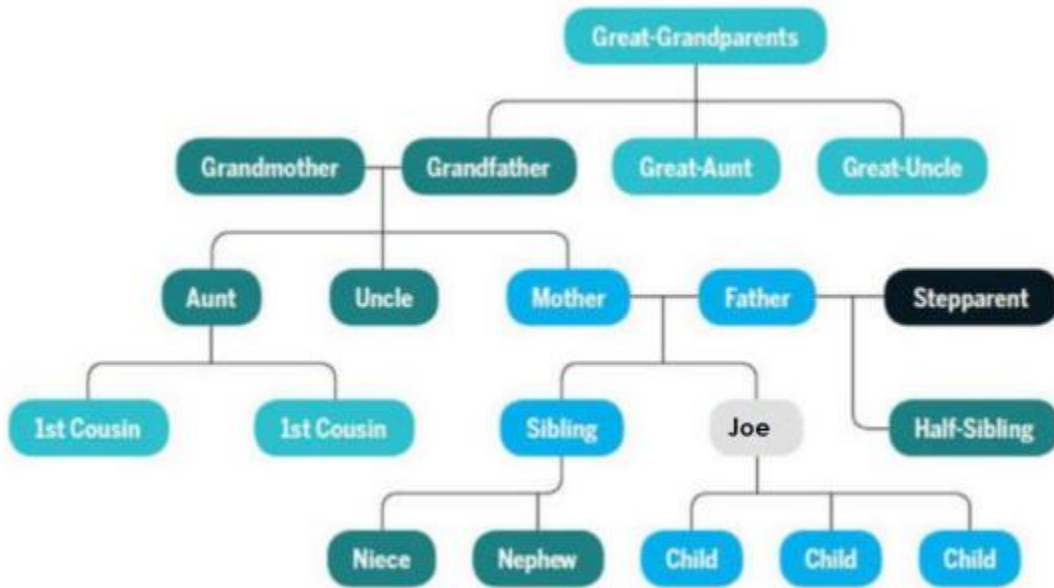 Great-Grandparents
Grandmother
Grandfather
Great-Aunt
Great-Uncle
Aunt
Uncle
Mother
Father
Stepparent
1st Cousin
1st Cousin
Sibling
Joe
Half-Sibling
Niece
Nephew
Child
Child
Child